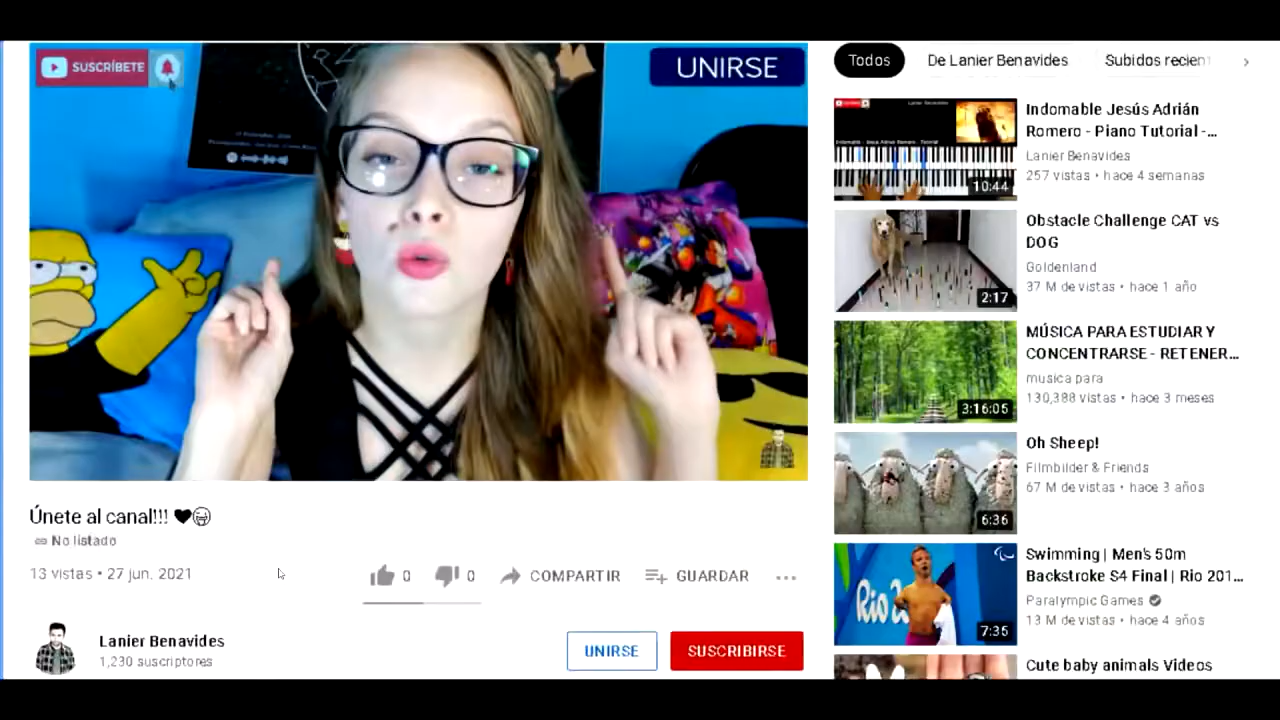 SUSCRÍBETE
UNIRSE
Únete al canal!!! 🖤😄
No listado
13 vistas • 27 jun. 2021
0
0
COMPARTIR
GUARDAR
Lanier Benavides
1,230 suscriptores
UNIRSE
SUSCRIBIRSE
Todos
De Lanier Benavides
Subidos recient
Indomable Jesús Adrián
Romero - Piano Tutorial -...
Lanier Benavides
257 vistas • hace 4 semanas
10:44
Obstacle Challenge CAT vs
DOG
Goldenland
37 M de vistas • hace 1 año
2:17
MÚSICA PARA ESTUDIAR Y
CONCENTRARSE - RETENER...
musica para
130,388 vistas • hace 3 meses
3:16:05
Oh Sheep!
Filmbilder & Friends
67 M de vistas • hace 3 años
6:36
Swimming | Men's 50m
Backstroke S4 Final | Rio 201...
Paralympic Games
13 M de vistas • hace 4 años
7:35
Cute baby animals Videos